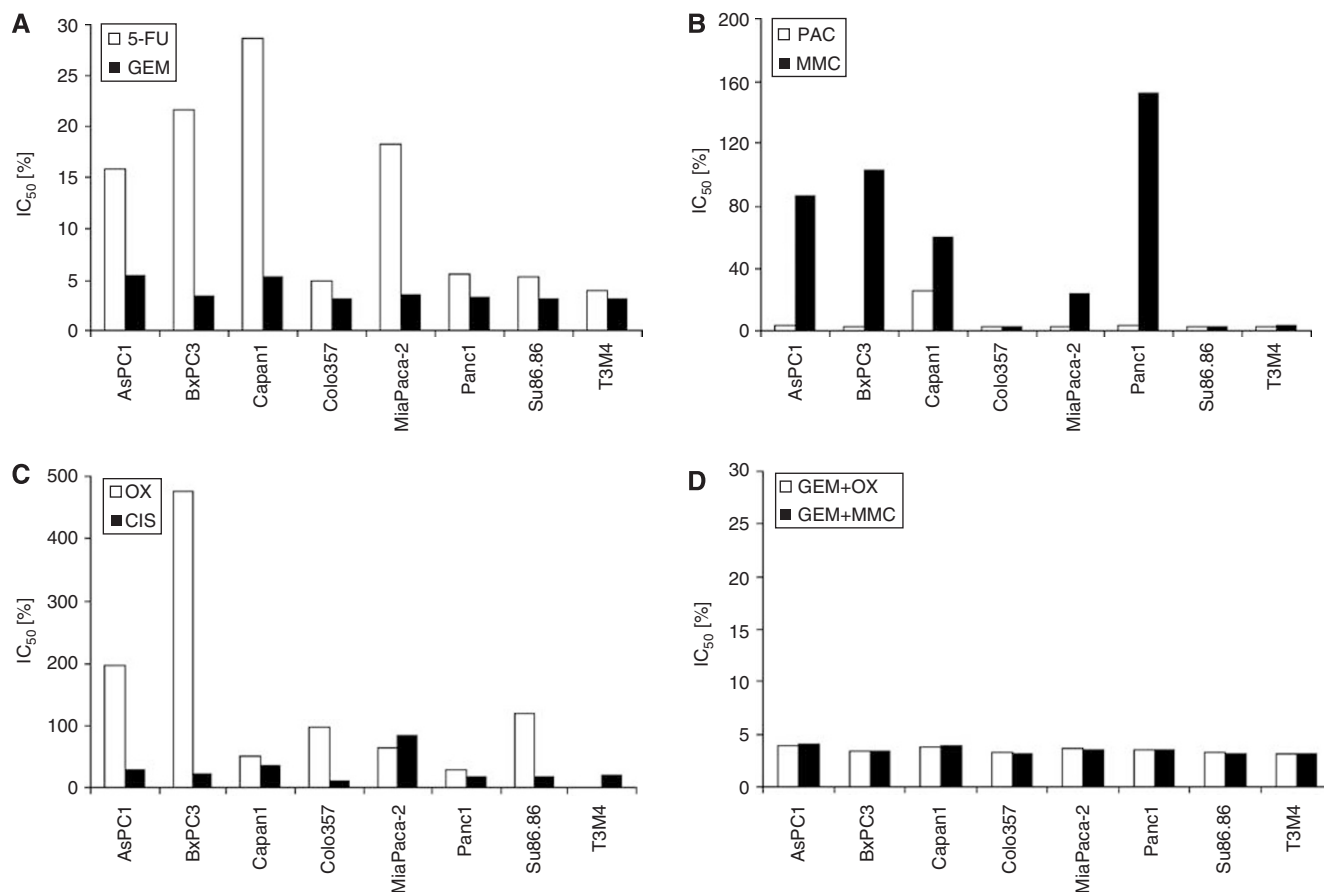 A
30
25
20
15
10
5
0
IC50 [%]
5-FU
GEM
AsPC1
BxPC3
Capan1
Colo357
MiaPaca-2
Panc1
Su86.86
T3M4
B
200
160
120
80
40
0
IC50 [%]
PAC
MMC
AsPC1
BxPC3
Capan1
Colo357
MiaPaca-2
Panc1
Su86.86
T3M4
C
500
400
300
200
100
0
IC50 [%]
OX
CIS
AsPC1
BxPC3
Capan1
Colo357
MiaPaca-2
Panc1
Su86.86
T3M4
D
30
25
20
15
10
5
0
IC50 [%]
GEM+OX
GEM+MMC
AsPC1
BxPC3
Capan1
Colo357
MiaPaca-2
Panc1
Su86.86
T3M4